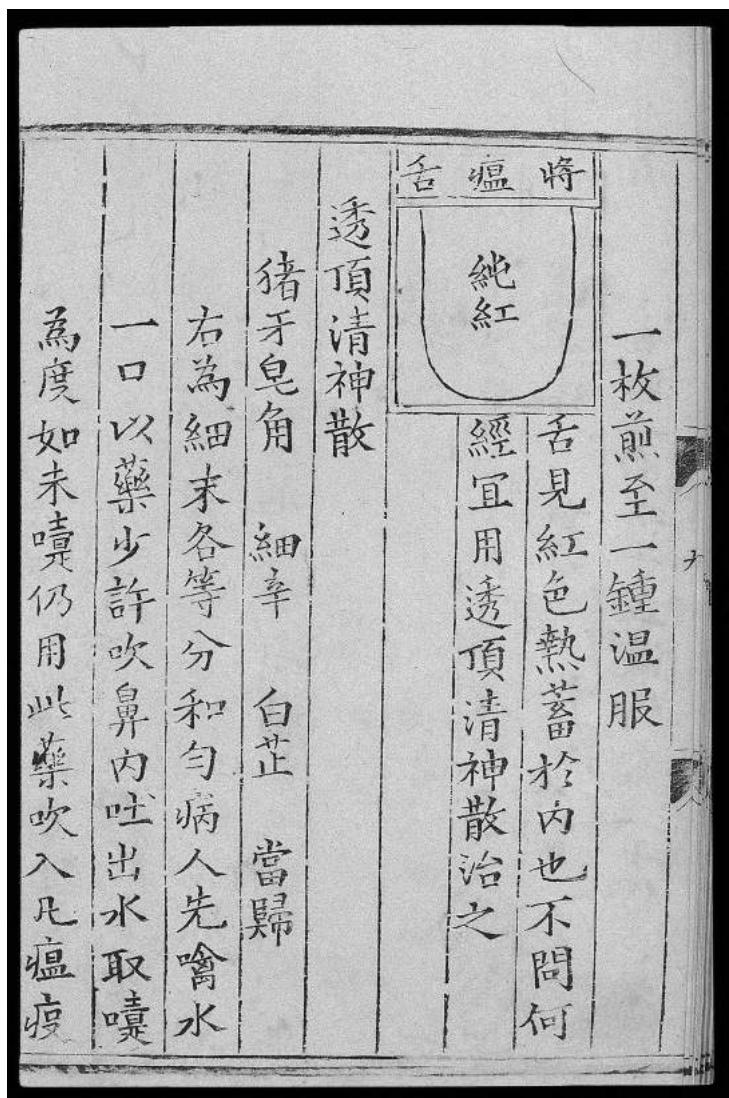 一枚煎至一鍾温服
將瘟舌
純紅
舌見紅色熱蓄於內也不問何
經宜用透頂清神散治之
透頂清神散
猪牙皂角　細辛　白芷　當歸
右為細末各等分和勻病人先噙水
一口以藥少許吹鼻內吐出水取嚏
為度如未嚏仍用此藥吹入凡瘟疫